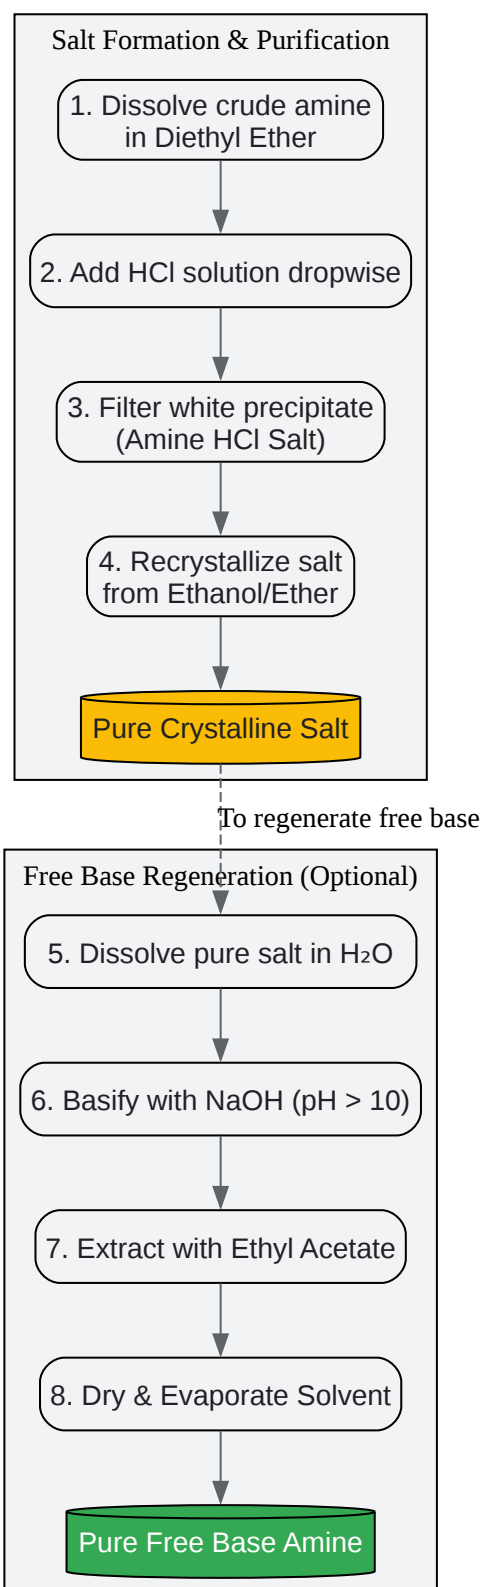 Salt Formation & Purification
1. Dissolve crude amine
in Diethyl Ether
2. Add HCl solution dropwise
3. Filter white precipitate
(Amine HCl Salt)
4. Recrystallize salt
from Ethanol/Ether
Pure Crystalline Salt
To regenerate free base
Free Base Regeneration (Optional)
5. Dissolve pure salt in H₂O
6. Basify with NaOH (pH > 10)
7. Extract with Ethyl Acetate
8. Dry & Evaporate Solvent
Pure Free Base Amine